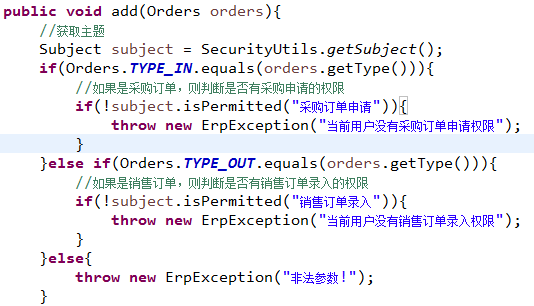 public void add(Orders orders){
//获取主题
Subject subject = SecurityUtils.getSubject();
if(Orders.TYPE_IN.equals(orders.getType())){
//如果是采购订单，则判断是否有采购申请的权限
if(!subject.isPermitted("采购订单申请")){
throw new ErpException("当前用户没有采购订单申请权限");
}
}else if(Orders.TYPE_OUT.equals(orders.getType())){
//如果是销售订单，则判断是否有销售订单录入的权限
if(!subject.isPermitted("销售订单录入")){
throw new ErpException("当前用户没有销售订单录入权限");
}
}else{
throw new ErpException("非法参数！");
}